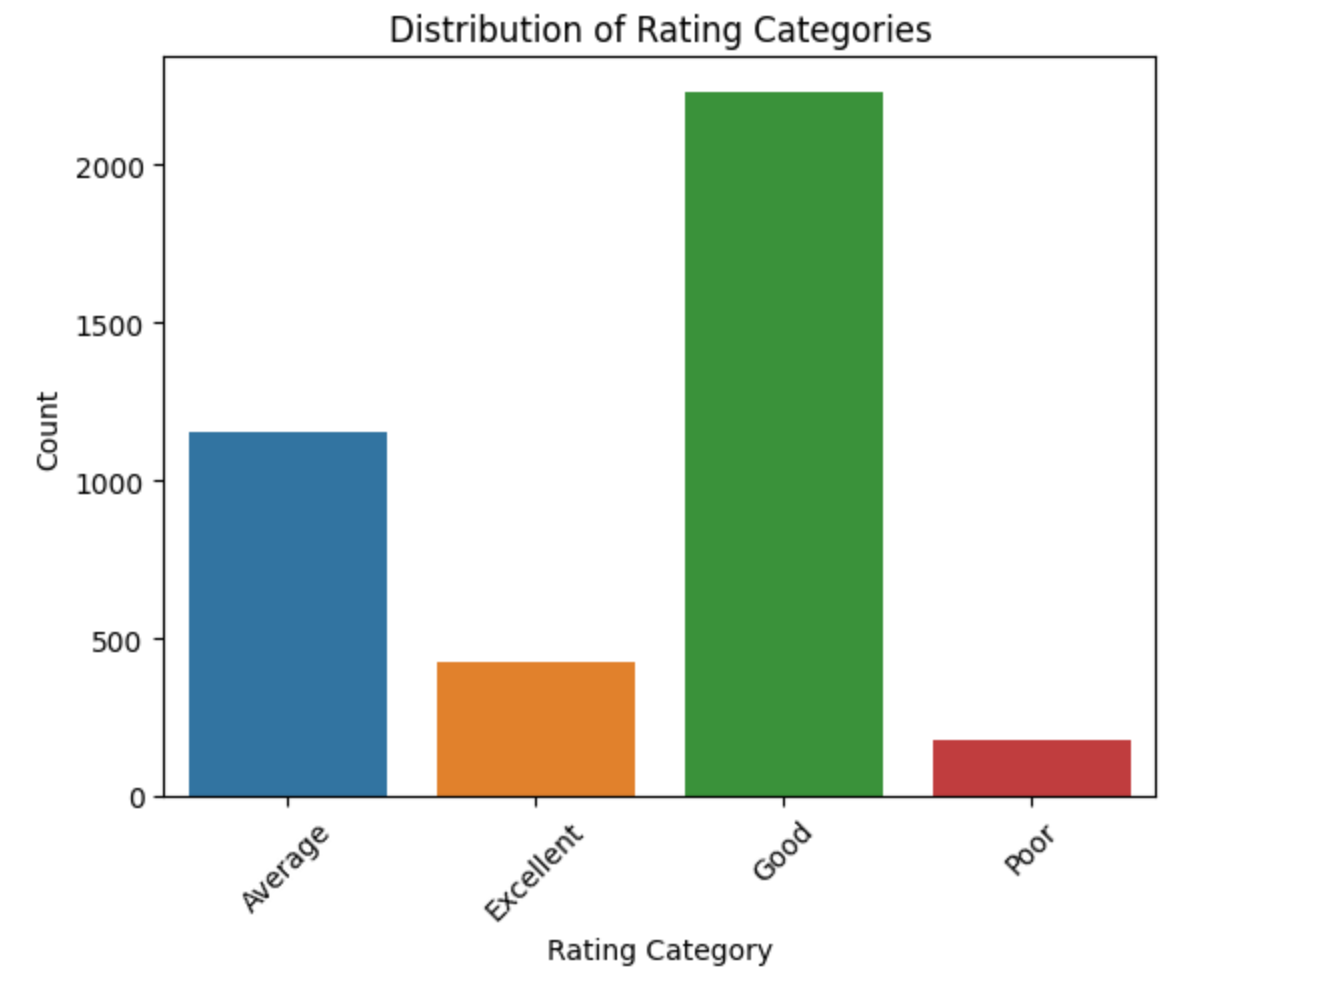 Distribution of Rating Categories
Count
2000
1500
1000
500
0
Average
Excellent
Good
Poor
Rating Category